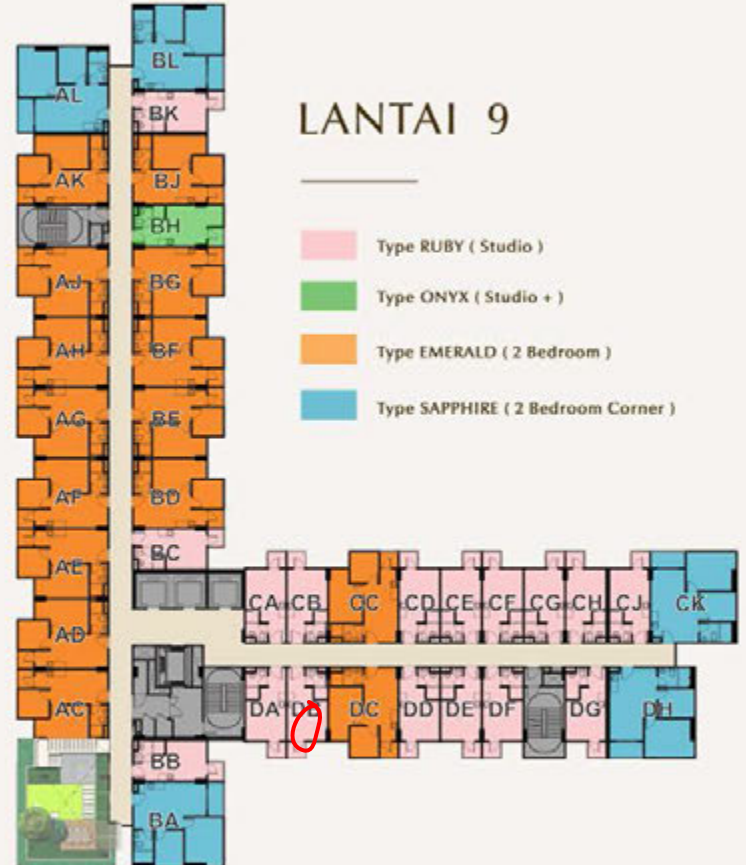 BL
AL
BK
LANTAI 9
AK
BJ
BH
Type RUBY ( Studio )
AJ
BG
Type ONYX ( Studio + )
AH
BF
Type EMERALD ( 2 Bedroom )
AG
BE
Type SAPPHIRE ( 2 Bedroom Corner )
AF
BD
BC
AE
CA CB CC CD CE CF CG CH CJ CK
AD
AC
DA DB DC DD DE DF DG DH
BB
BA